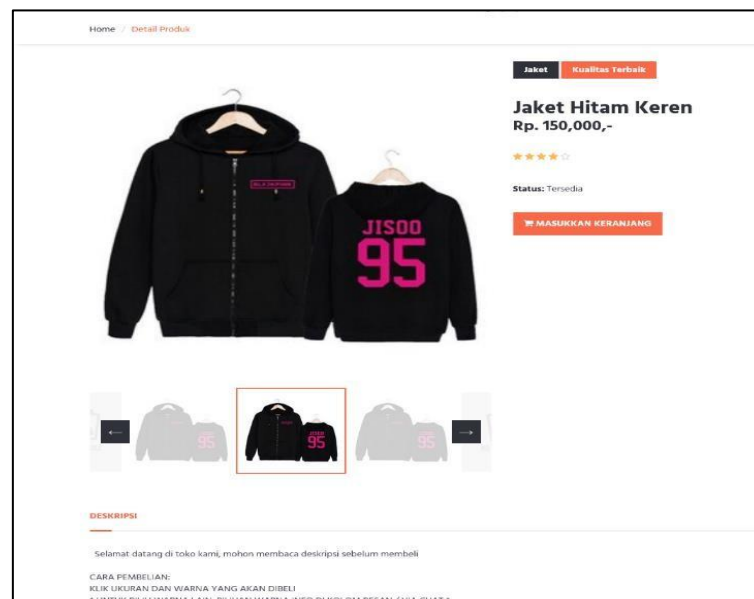 Home / Detail Produk
Jaket Kualitas Terbaik
Jaket Hitam Keren
Rp. 150,000,-
Status: Tersedia
MASUKKAN KERANJANG
JISOO
95
95
95
95
DESKRIPSI
Selamat datang di toko kami, mohon membaca deskripsi sebelum membeli
CARA PEMBELIAN:
KLIK UKURAN DAN WARNA YANG AKAN DIBELI